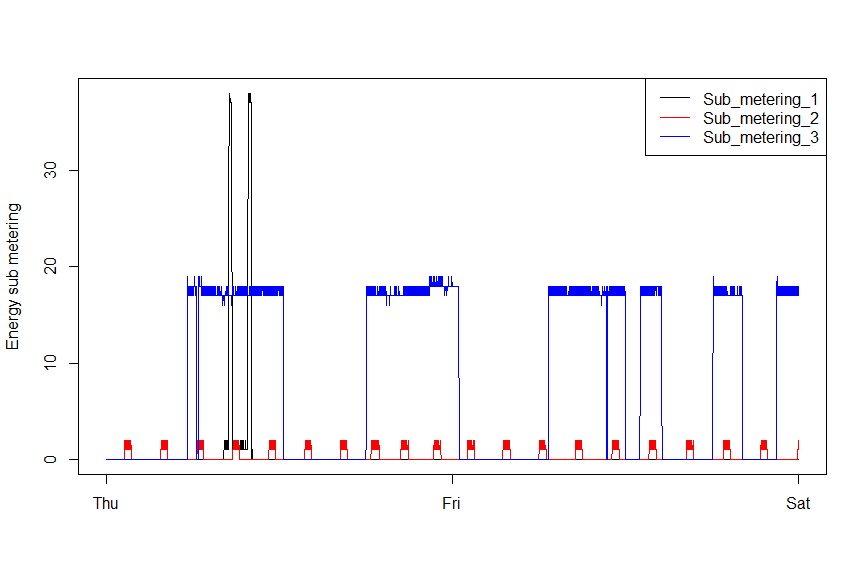 Sub_metering_1
Sub_metering_2
Sub_metering_3
Energy sub metering
30
20
10
0
Thu
Fri
Sat